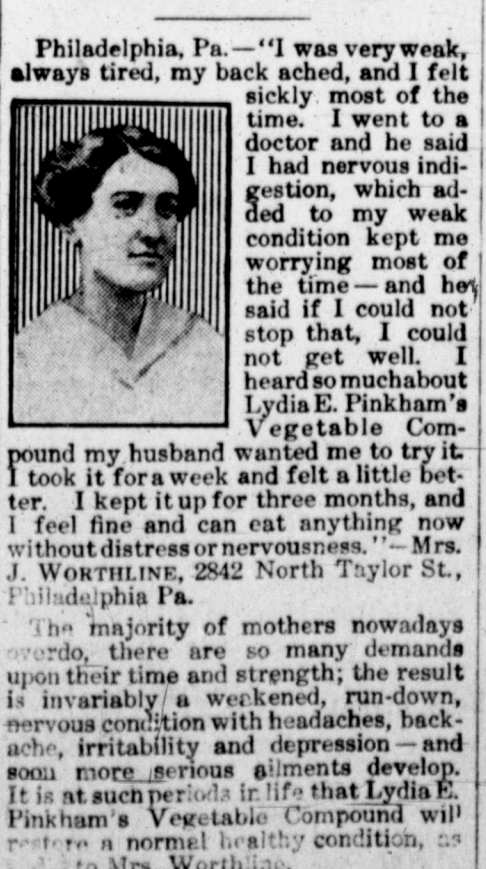 Philadelphia, Pa.—"I was very weak,
always tired, my back ached, and I felt
sickly most of the
time. I went to a
doctor and he said
I had nervous indi-
gestion, which ad-
ded to my weak
condition kept me
worrying most of
the time — and he
said if I could not
stop that, I could
not get well. I
heard so much about
Lydia E. Pinkham's
Vegetable Com-
pound my husband wanted me to try it.
I took it for a week and felt a little bet-
ter. I kept it up for three months, and
I feel fine and can eat anything now
without distress or nervousness."—Mrs.
J. WORTHLINE, 2842 North Taylor St.,
Philadelphia Pa.
The majority of mothers nowadays
overdo, there are so many demands
upon their time and strength; the result
is invariably a weakened, run-down,
nervous condition with headaches, back-
ache, irritability and depression — and
soon more serious ailments develop.
It is at such periods in life that Lydia E.
Pinkham's Vegetable Compound will
restore a normal healthy condition, as
to Mrs. Worthline.